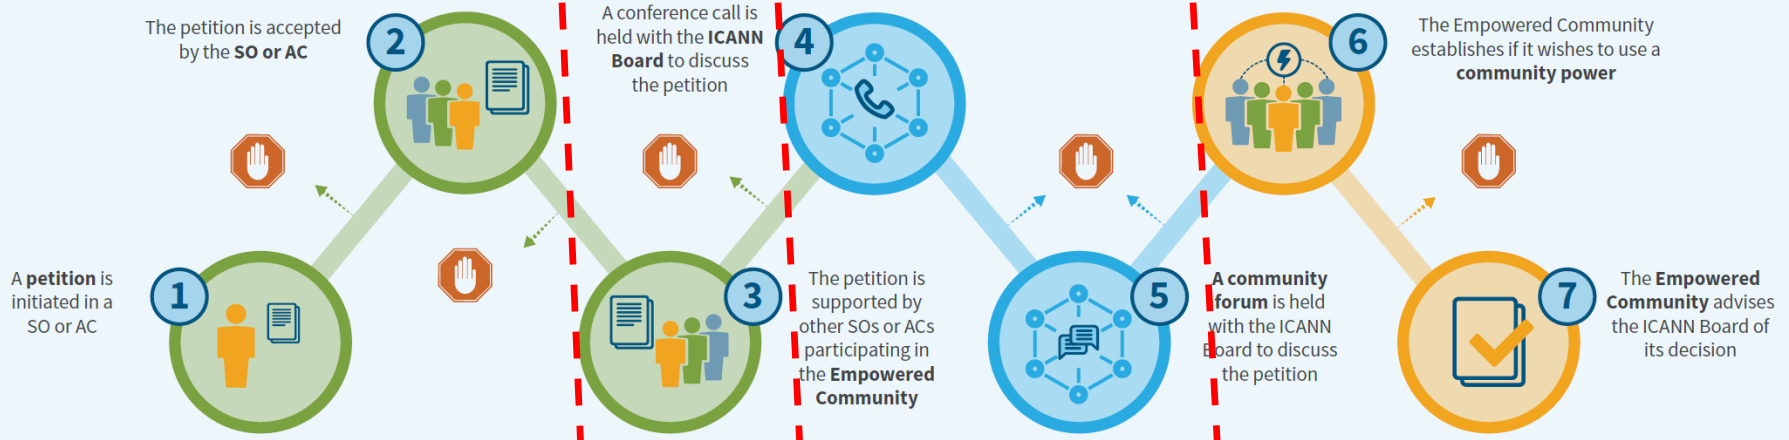 The petition is accepted
by the SO or AC
2
A conference call is
held with the ICANN
Board to discuss
the petition
4
6
The Empowered Community
establishes if it wishes to use a
community power
A petition is
initiated in a
SO or AC
1
3
The petition is
supported by
other SOs or ACs
participating in
the Empowered
Community
5
A community
forum is held
with the ICANN
Board to discuss
the petition
7
The Empowered
Community advises
the ICANN Board of
its decision